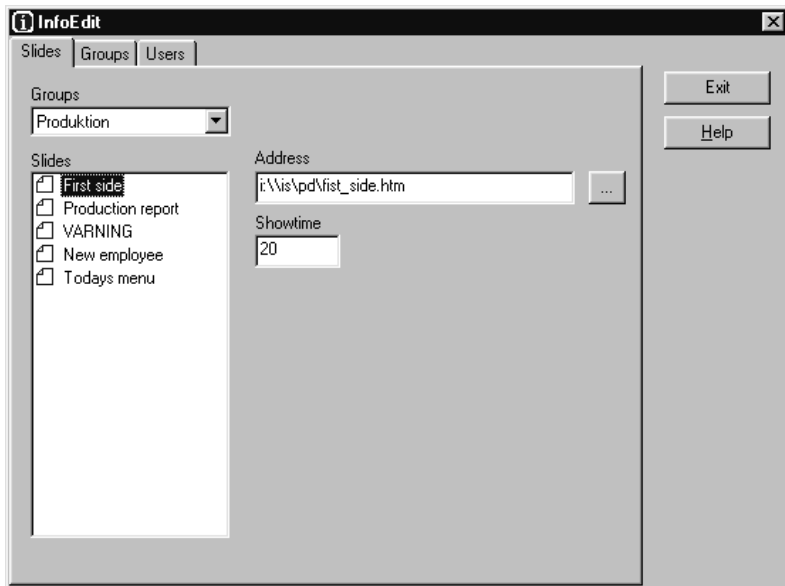 InfoEdit
Slides Groups Users
Groups
Produktion
Slides
First side
Production report
VARNING
New employee
Todays menu
Address
i:\\is\pd\fist_side.htm
...
Showtime
20
Exit
Help